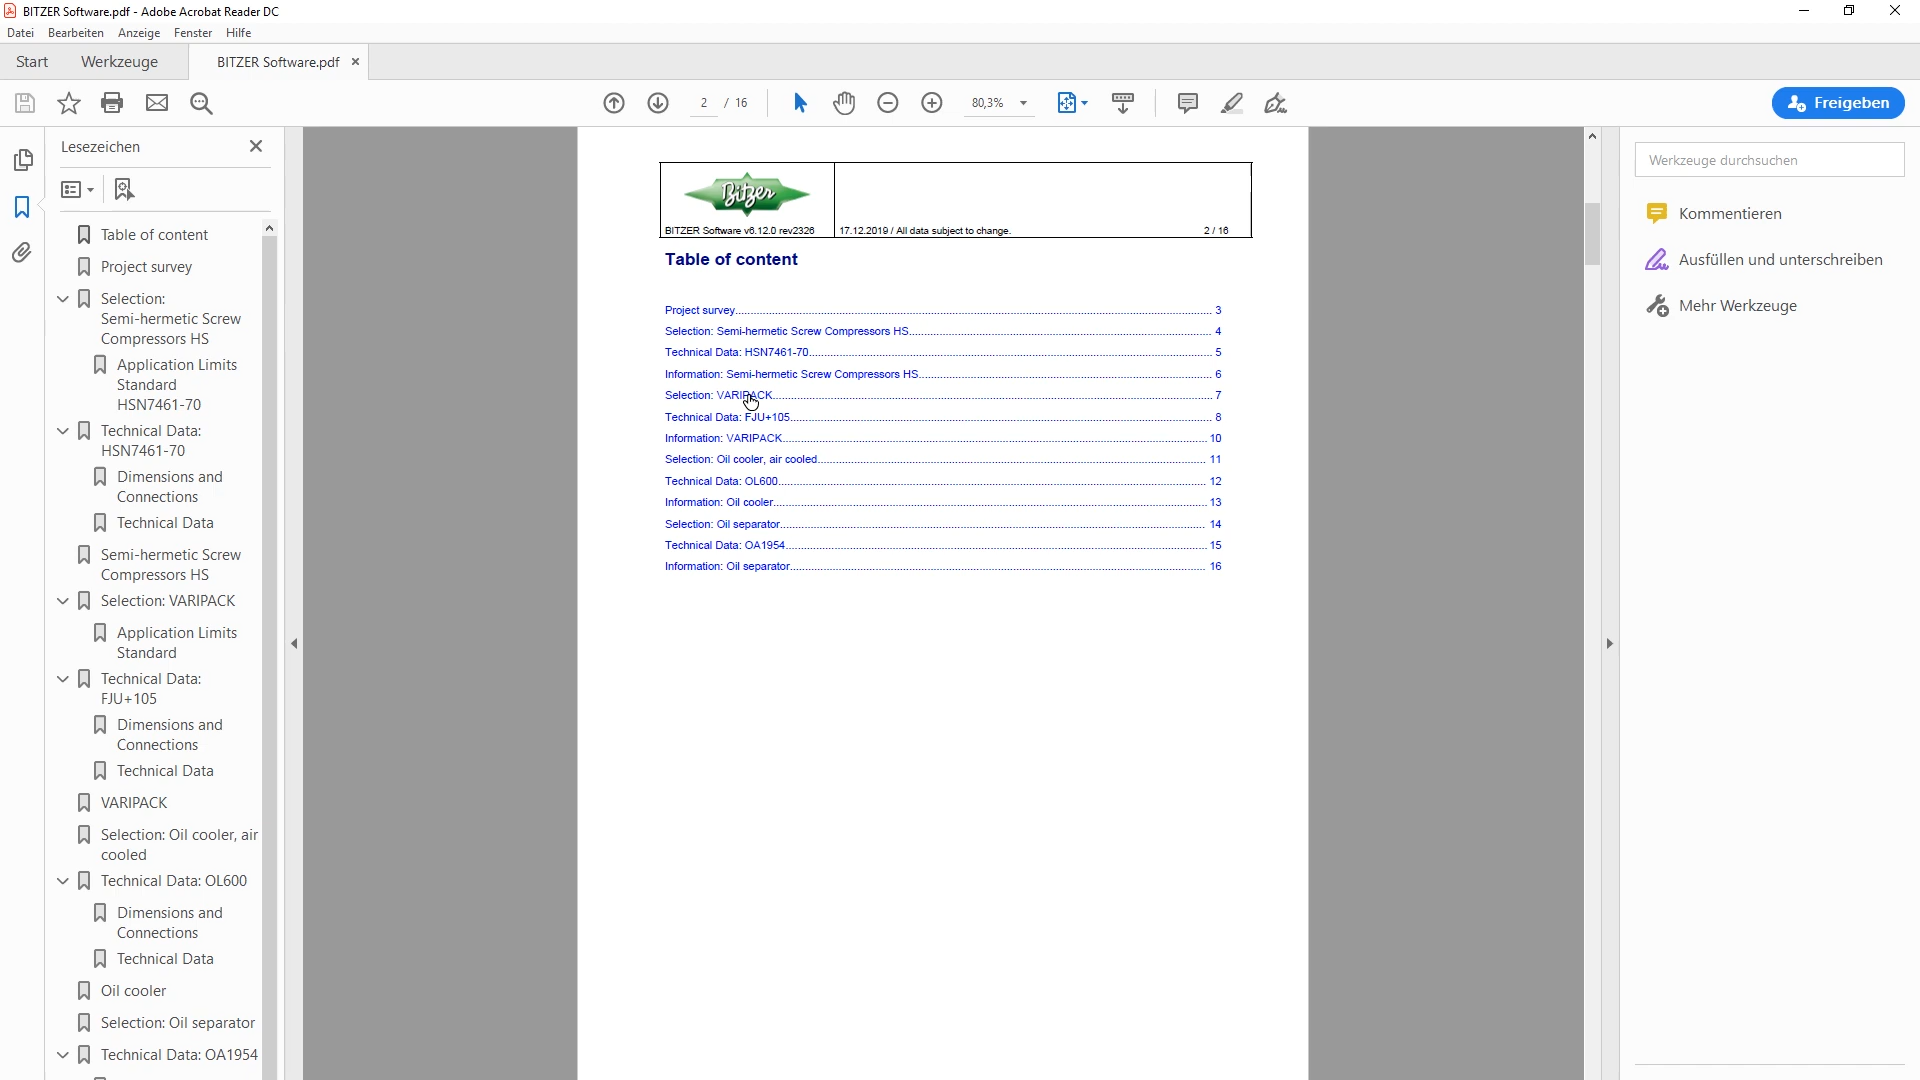 BITZER Software.pdf - Adobe Acrobat Reader DC
Datei Bearbeiten Anzeige Fenster Hilfe
Start Werkzeuge BITZER Software.pdf
2 / 16 80,3% Freigeben
Lesezeichen
Table of content
Project survey
Selection:
Semi-hermetic Screw
Compressors HS
Application Limits
Standard
HSN7461-70
Technical Data:
HSN7461-70
Dimensions and
Connections
Technical Data
Semi-hermetic Screw
Compressors HS
Selection: VARIPACK
Application Limits
Standard
Technical Data:
FJU+105
Dimensions and
Connections
Technical Data
VARIPACK
Selection: Oil cooler, air
cooled
Technical Data: OL600
Dimensions and
Connections
Technical Data
Oil cooler
Selection: Oil separator
Technical Data: OA1954
Bitzer
BITZER Software v6.12.0 rev2326 17.12.2019 / All data subject to change. 2 / 16
Table of content
Project survey 3
Selection: Semi-hermetic Screw Compressors HS 4
Technical Data: HSN7461-70 5
Information: Semi-hermetic Screw Compressors HS 6
Selection: VARIPACK 7
Technical Data: FJU+105 8
Information: VARIPACK 10
Selection: Oil cooler, air cooled 11
Technical Data: OL600 12
Information: Oil cooler 13
Selection: Oil separator 14
Technical Data: OA1954 15
Information: Oil separator 16
Werkzeuge durchsuchen
Kommentieren
Ausfüllen und unterschreiben
Mehr Werkzeuge